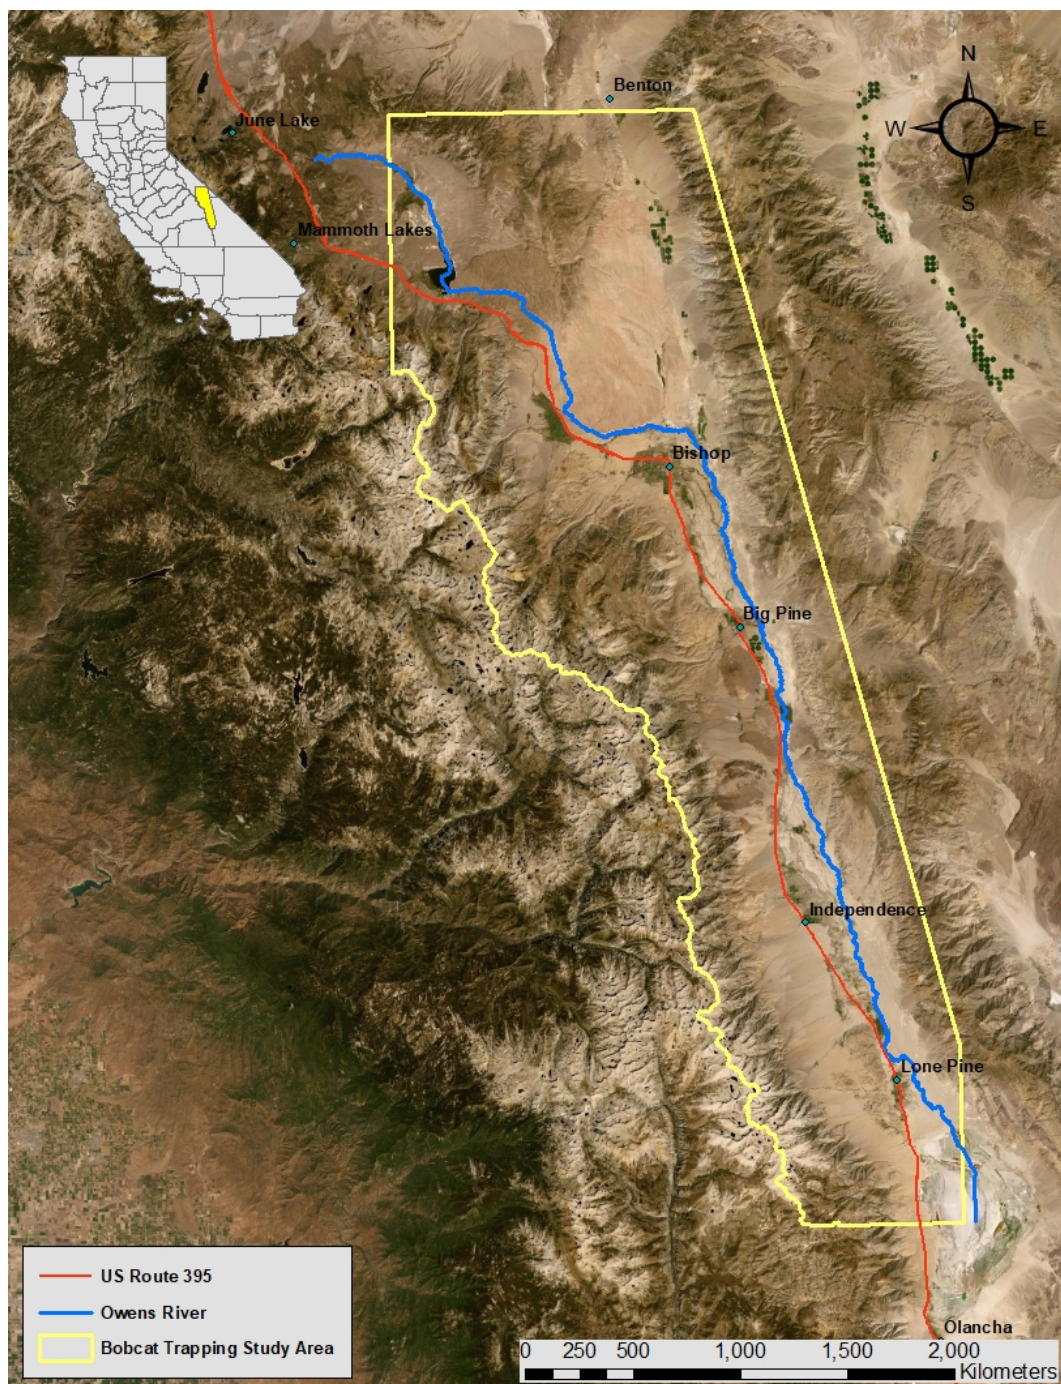 Benton
N
June Lake
W
E
S
Mammoth Lakes
Bishop
Big Pine
Independence
Lone Pine
US Route 395
Owens River
Bobcat Trapping Study Area
Olancha
0 250 500 1,000 1,500 2,000
Kilometers